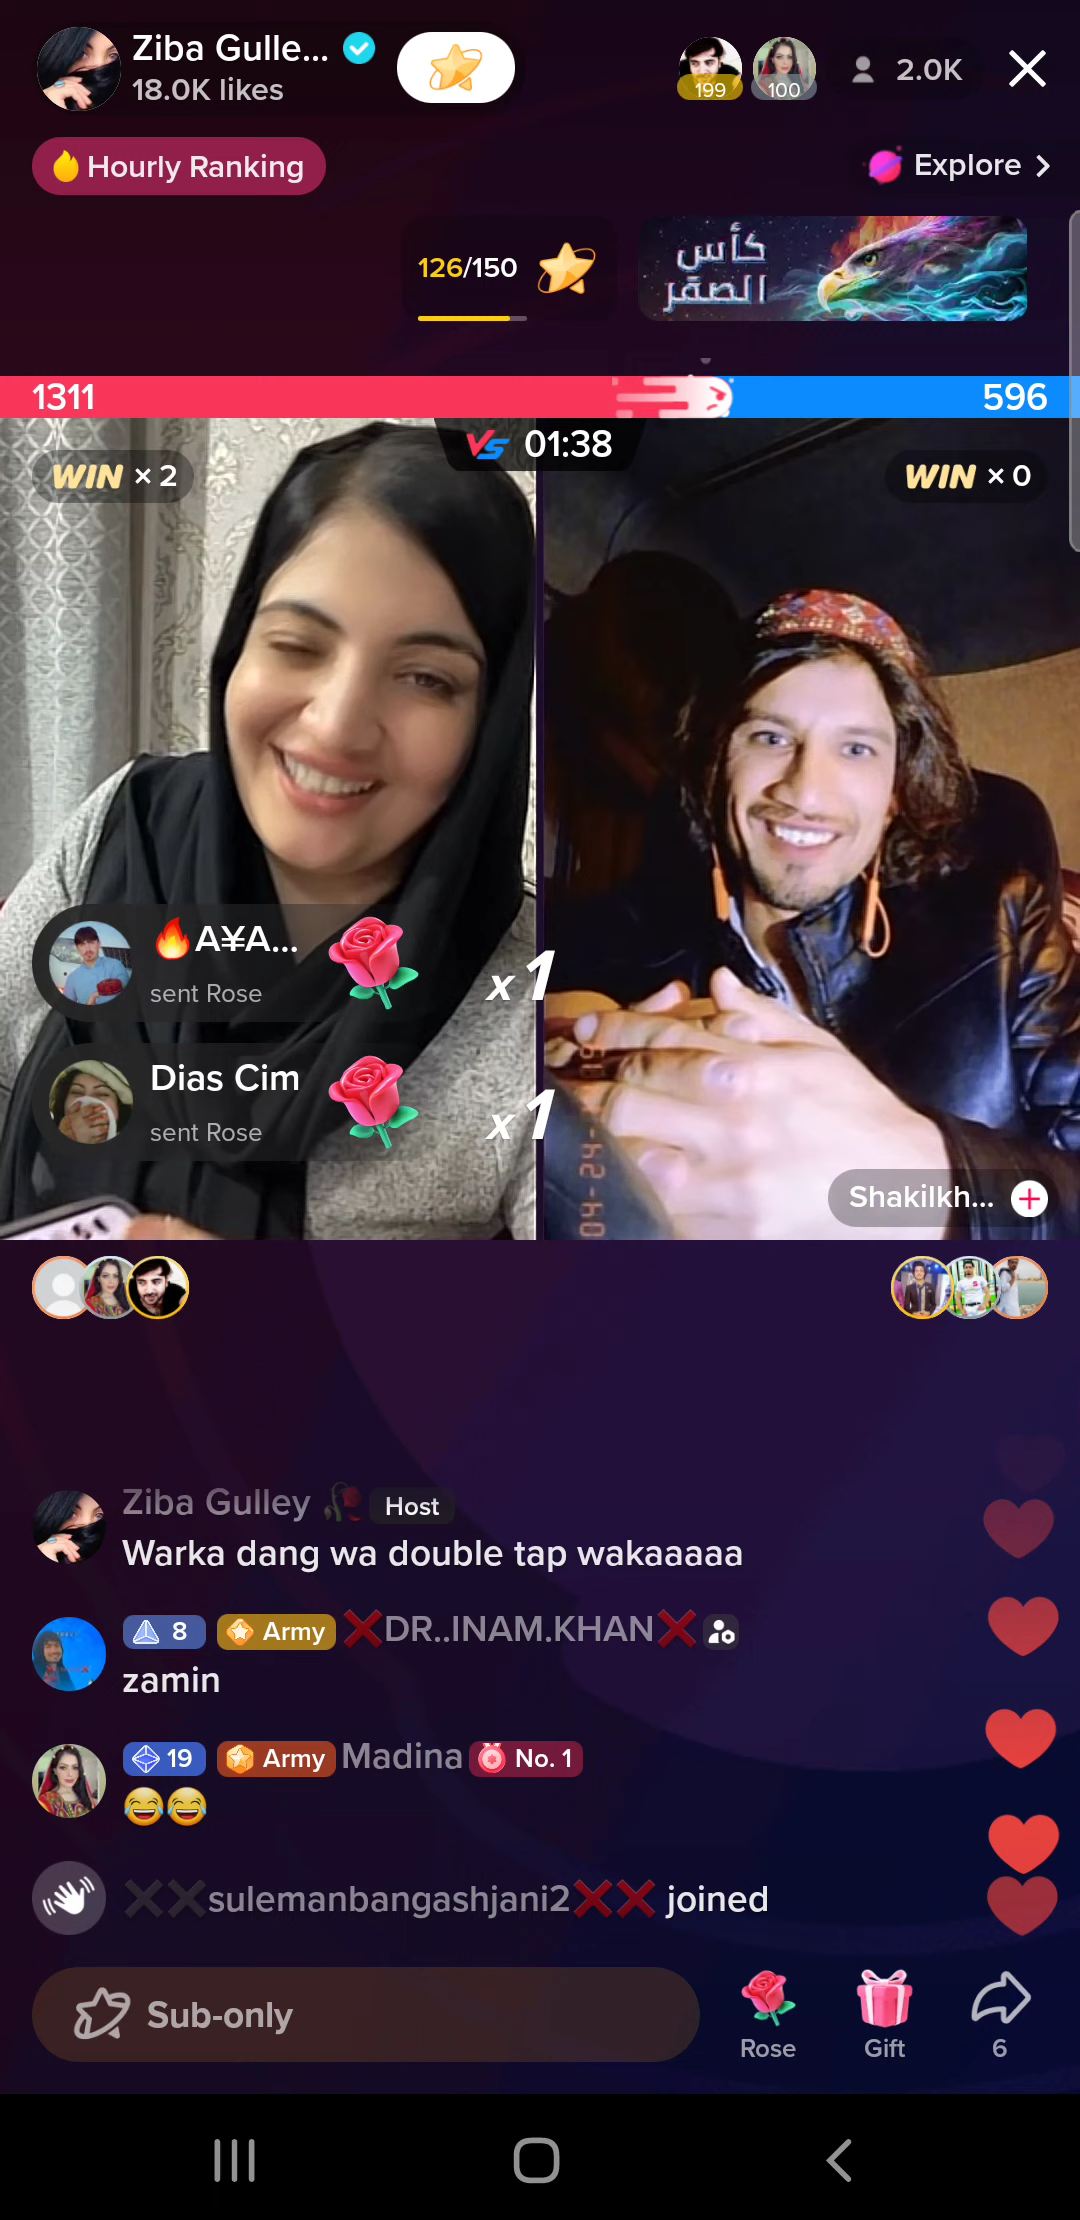 Ziba Gulle...
18.0K likes
199
100
2.0K
Hourly Ranking
Explore
126/150
كأس
الصقر
1311
596
VS 01:38
WIN × 2
WIN × 0
A¥A...
sent Rose
x 1
Dias Cim
sent Rose
x 1
Shakilkh...
Ziba Gulley Host
Warka dang wa double tap wakaaaaa
8 Army ❌DR..INAM.KHAN❌
zamin
19 Army Madina No. 1
😂😂
❌❌sulemanbangashjani2❌❌ joined
Sub-only
Rose
Gift
6